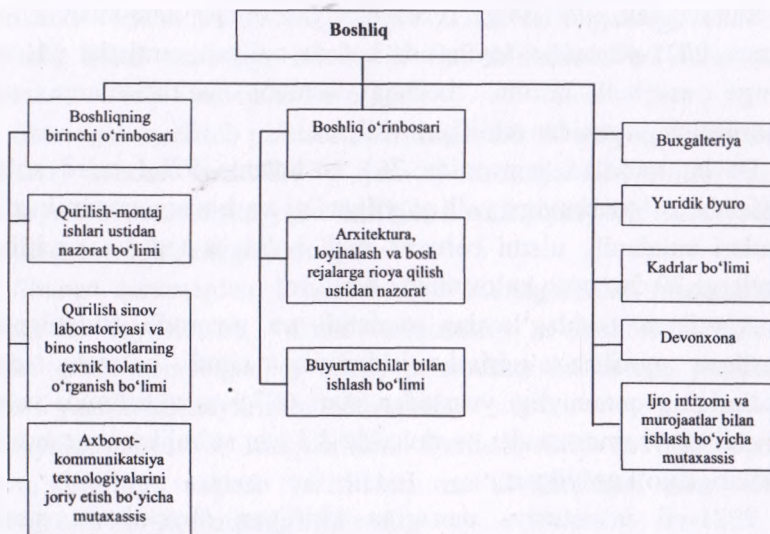 Boshliq
Boshliqning
birinchi o‘rinbosari
Qurilish-montaj
ishlari ustidan
nazorat bo‘limi
Qurilish sinov
laboratoriyasi va
bino-inshootlarning
texnik holatini
o‘rganish bo‘limi
Axborot-
kommunikatsiya
texnologiyalarini
joriy etish bo‘yicha
mutaxassis
Boshliq o‘rinbosari
Arxitektura,
loyihalash va bosh
rejalarga rioya qilish
ustidan nazorat
Buyurtmachilar bilan
ishlash bo‘limi
Buxgalteriya
Yuridik byuro
Kadrlar bo‘limi
Devonxona
Ijro intizomi va
murojaatlar bilan
ishlash bo‘yicha
mutaxassis